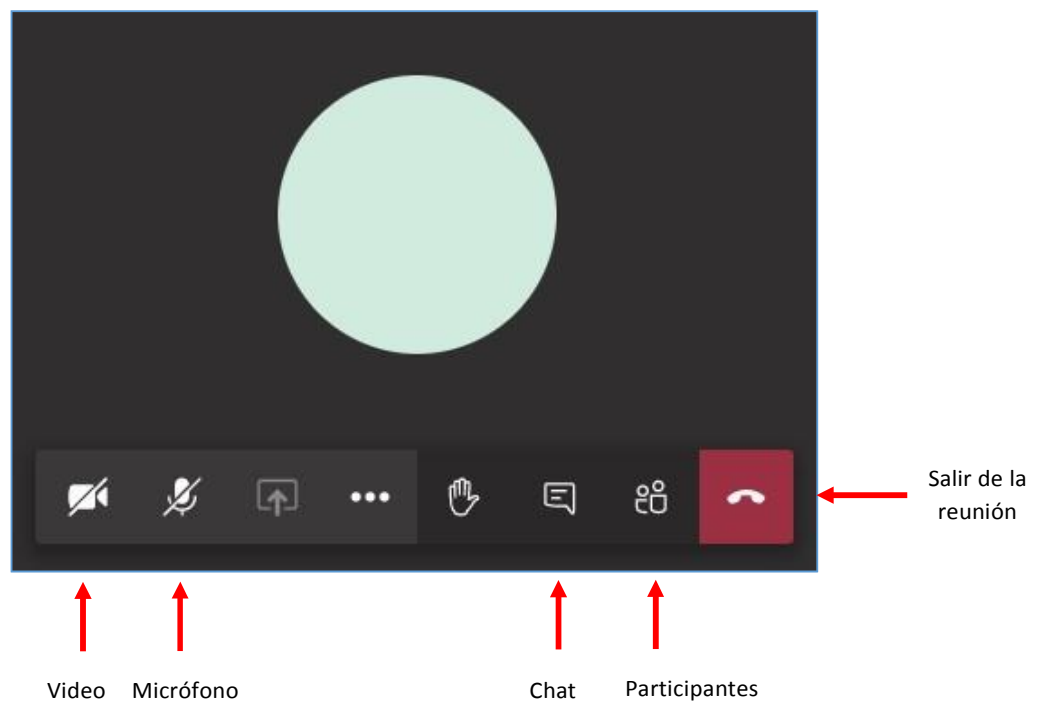 Salir de la
reunión
Video
Micrófono
Chat
Participantes